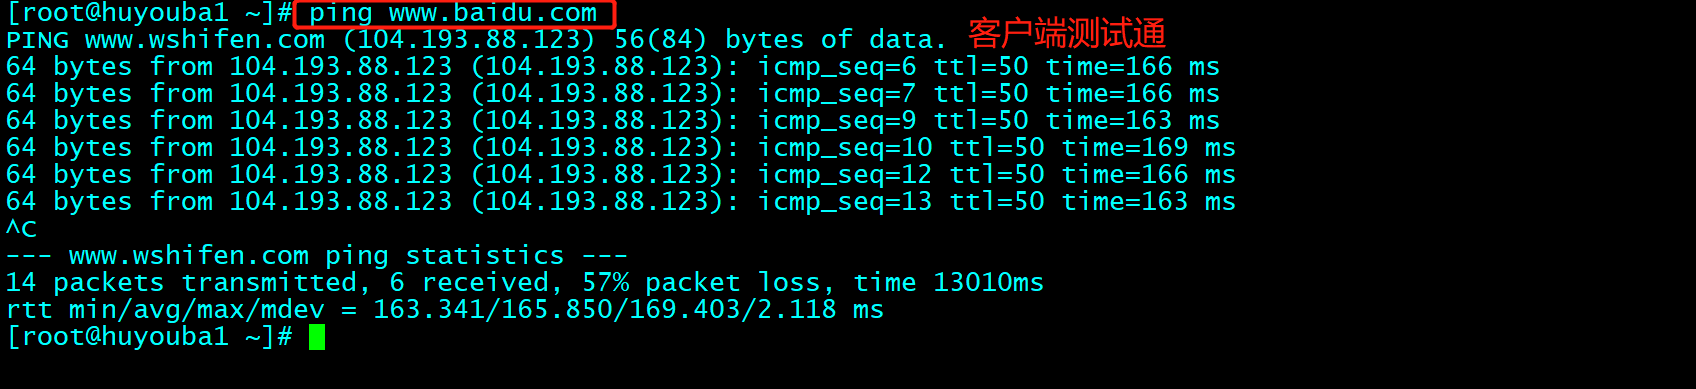 [root@huyouba1 ~]# ping www.baidu.com
PING www.wshifen.com (104.193.88.123) 56(84) bytes of data. 客户端测试通
64 bytes from 104.193.88.123 (104.193.88.123): icmp_seq=6 ttl=50 time=166 ms
64 bytes from 104.193.88.123 (104.193.88.123): icmp_seq=7 ttl=50 time=166 ms
64 bytes from 104.193.88.123 (104.193.88.123): icmp_seq=9 ttl=50 time=163 ms
64 bytes from 104.193.88.123 (104.193.88.123): icmp_seq=10 ttl=50 time=169 ms
64 bytes from 104.193.88.123 (104.193.88.123): icmp_seq=12 ttl=50 time=166 ms
64 bytes from 104.193.88.123 (104.193.88.123): icmp_seq=13 ttl=50 time=163 ms
^C
--- www.wshifen.com ping statistics ---
14 packets transmitted, 6 received, 57% packet loss, time 13010ms
rtt min/avg/max/mdev = 163.341/165.850/169.403/2.118 ms
[root@huyouba1 ~]#